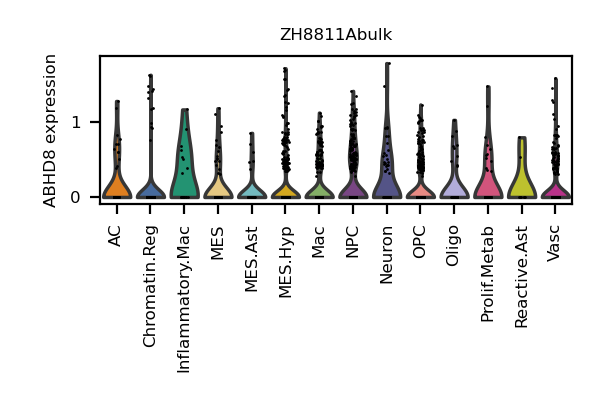 ZH8811Abulk
ABHD8 expression
1
0
AC
Chromatin.Reg
Inflammatory.Mac
MES
MES.Ast
MES.Hyp
Mac
NPC
Neuron
OPC
Oligo
Prolif.Metab
Reactive.Ast
Vasc